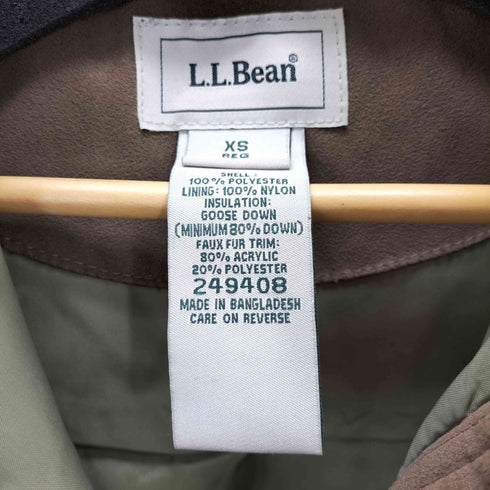 L.L.Bean®
XS
REG
SHELL:
100% POLYESTER
LINING: 100% NYLON
INSULATION:
GOOSE DOWN
(MINIMUM 80% DOWN)
FAUX FUR TRIM:
80% ACRYLIC
20% POLYESTER
249408
MADE IN BANGLADESH
CARE ON REVERSE